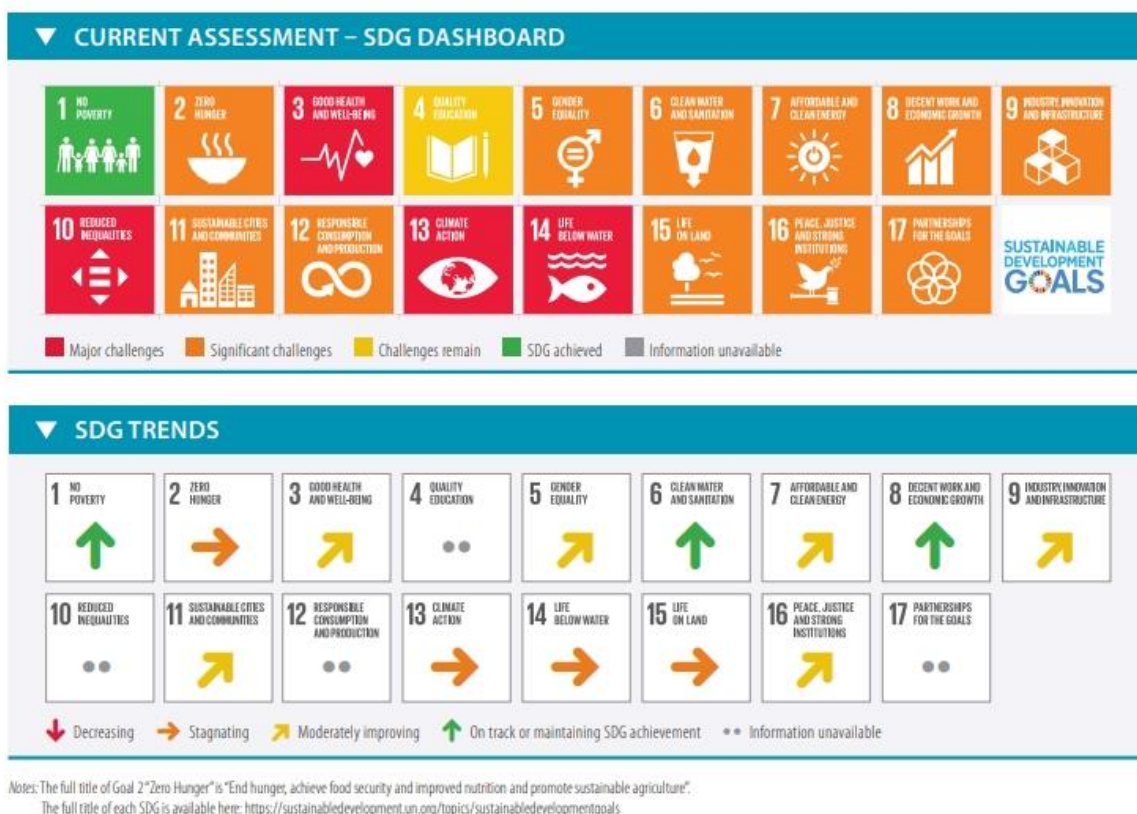 ▼ CURRENT ASSESSMENT – SDG DASHBOARD
1 NO POVERTY
2 ZERO HUNGER
3 GOOD HEALTH AND WELL-BEING
4 QUALITY EDUCATION
5 GENDER EQUALITY
6 CLEAN WATER AND SANITATION
7 AFFORDABLE AND CLEAN ENERGY
8 DECENT WORK AND ECONOMIC GROWTH
9 INDUSTRY, INNOVATION AND INFRASTRUCTURE
10 REDUCED INEQUALITIES
11 SUSTAINABLE CITIES AND COMMUNITIES
12 RESPONSIBLE CONSUMPTION AND PRODUCTION
13 CLIMATE ACTION
14 LIFE BELOW WATER
15 LIFE ON LAND
16 PEACE, JUSTICE AND STRONG INSTITUTIONS
17 PARTNERSHIPS FOR THE GOALS
SUSTAINABLE
DEVELOPMENT
GOALS
Major challenges Significant challenges Challenges remain SDG achieved Information unavailable
▼ SDG TRENDS
1 NO POVERTY
2 ZERO HUNGER
3 GOOD HEALTH AND WELL-BEING
4 QUALITY EDUCATION
5 GENDER EQUALITY
6 CLEAN WATER AND SANITATION
7 AFFORDABLE AND CLEAN ENERGY
8 DECENT WORK AND ECONOMIC GROWTH
9 INDUSTRY, INNOVATION AND INFRASTRUCTURE
10 REDUCED INEQUALITIES
11 SUSTAINABLE CITIES AND COMMUNITIES
12 RESPONSIBLE CONSUMPTION AND PRODUCTION
13 CLIMATE ACTION
14 LIFE BELOW WATER
15 LIFE ON LAND
16 PEACE, JUSTICE AND STRONG INSTITUTIONS
17 PARTNERSHIPS FOR THE GOALS
Decreasing Stagnating Moderately improving On track or maintaining SDG achievement Information unavailable
Notes: The full title of Goal 2 "Zero Hunger" is "End hunger, achieve food security and improved nutrition and promote sustainable agriculture".
The full title of each SDG is available here: https://sustainabledevelopment.un.org/topics/sustainabledevelopmentgoals